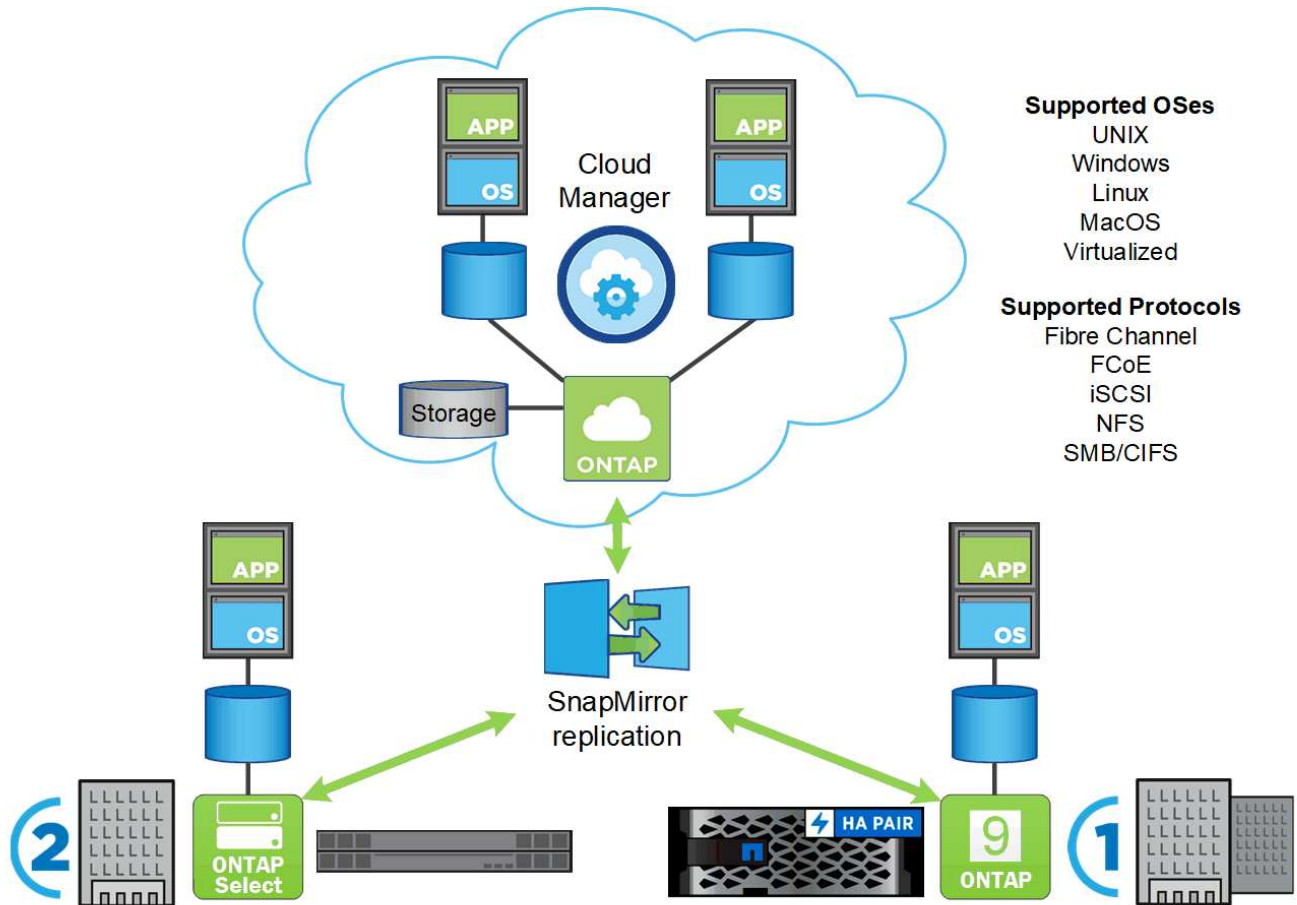 APP
OS
Cloud
Manager
APP
OS
Storage
ONTAP
Supported OSes
UNIX
Windows
Linux
MacOS
Virtualized
Supported Protocols
Fibre Channel
FCoE
iSCSI
NFS
SMB/CIFS
APP
OS
SnapMirror
replication
APP
OS
2
ONTAP
Select
HA PAIR
9
ONTAP
1